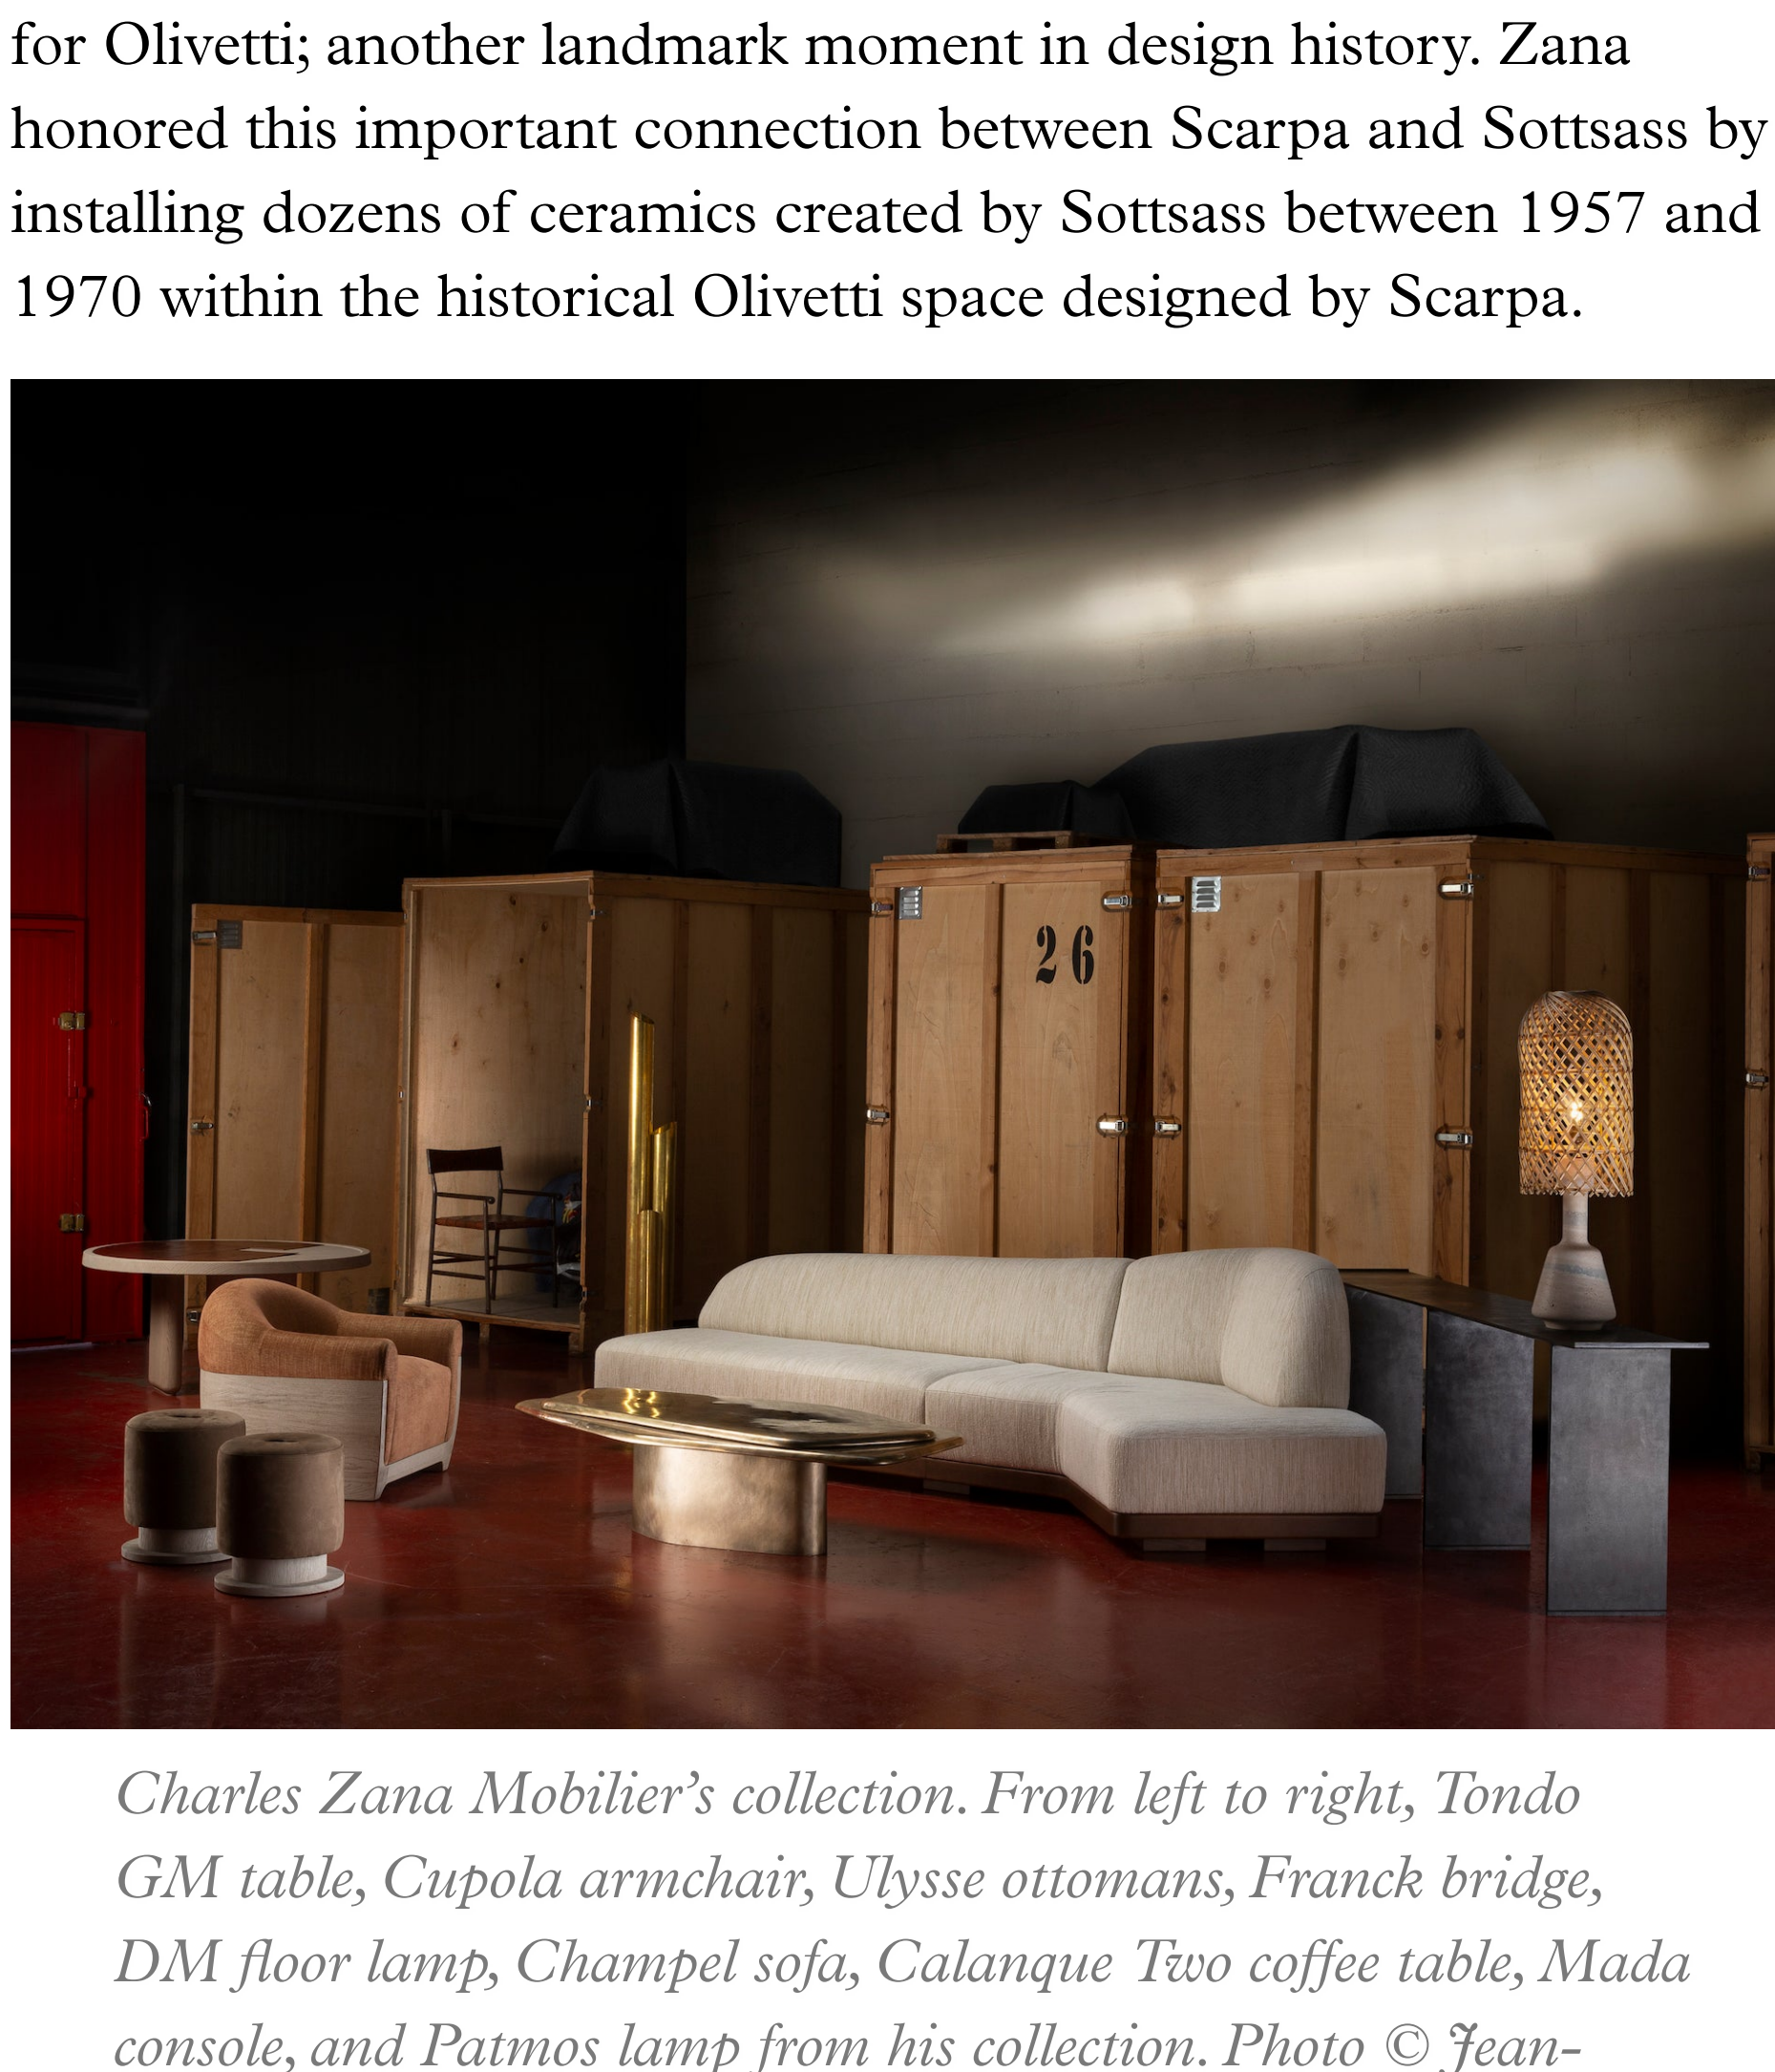 for Olivetti; another landmark moment in design history. Zana
honored this important connection between Scarpa and Sottsass by
installing dozens of ceramics created by Sottsass between 1957 and
1970 within the historical Olivetti space designed by Scarpa.
26
Charles Zana Mobilier’s collection. From left to right, Tondo
GM table, Cupola armchair, Ulysse ottomans, Franck bridge,
DM floor lamp, Champel sofa, Calanque Two coffee table, Mada
console, and Patmos lamp from his collection. Photo © Jean-